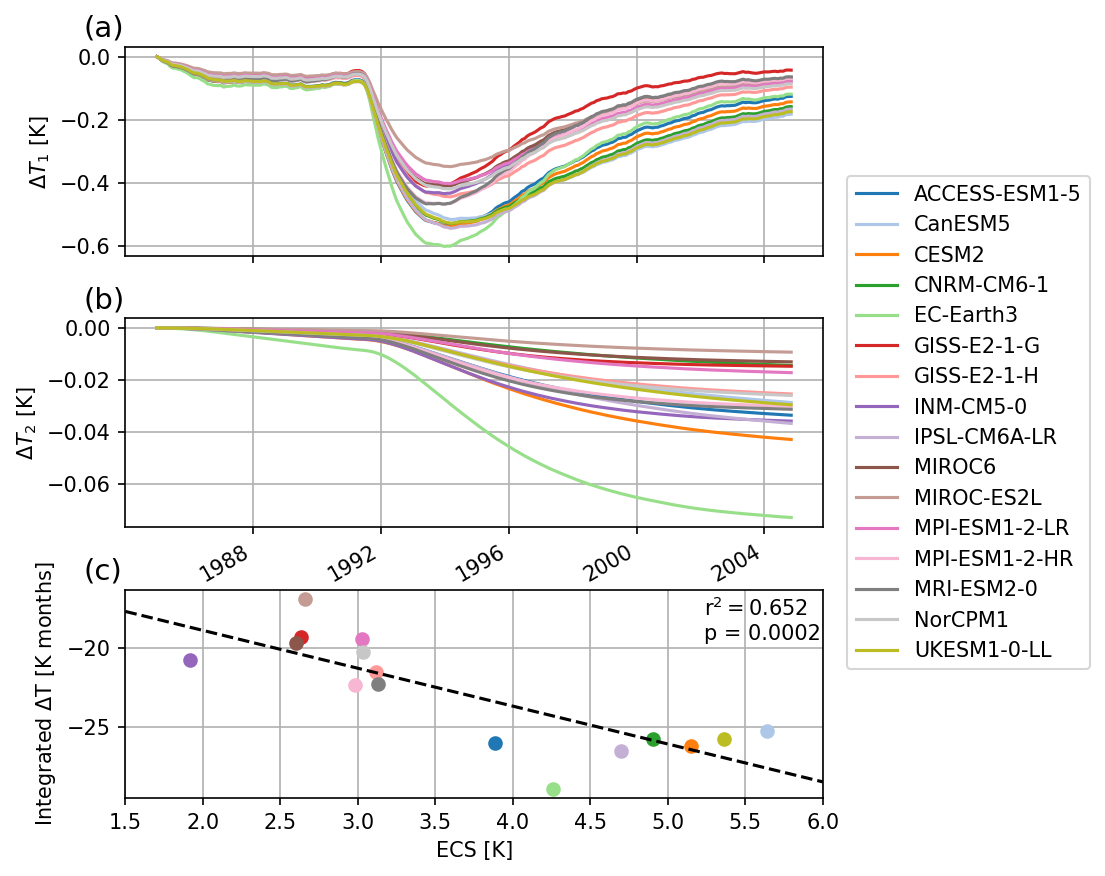 (a)
0.0
−0.2
−0.4
−0.6
ΔT₁ [K]
(b)
0.00
−0.02
−0.04
−0.06
ΔT₂ [K]
1988
1992
1996
2000
2004
(c)
r² = 0.652
p = 0.0002
−20
−25
Integrated ΔT [K months]
1.5 2.0 2.5 3.0 3.5 4.0 4.5 5.0 5.5 6.0
ECS [K]
ACCESS-ESM1-5
CanESM5
CESM2
CNRM-CM6-1
EC-Earth3
GISS-E2-1-G
GISS-E2-1-H
INM-CM5-0
IPSL-CM6A-LR
MIROC6
MIROC-ES2L
MPI-ESM1-2-LR
MPI-ESM1-2-HR
MRI-ESM2-0
NorCPM1
UKESM1-0-LL